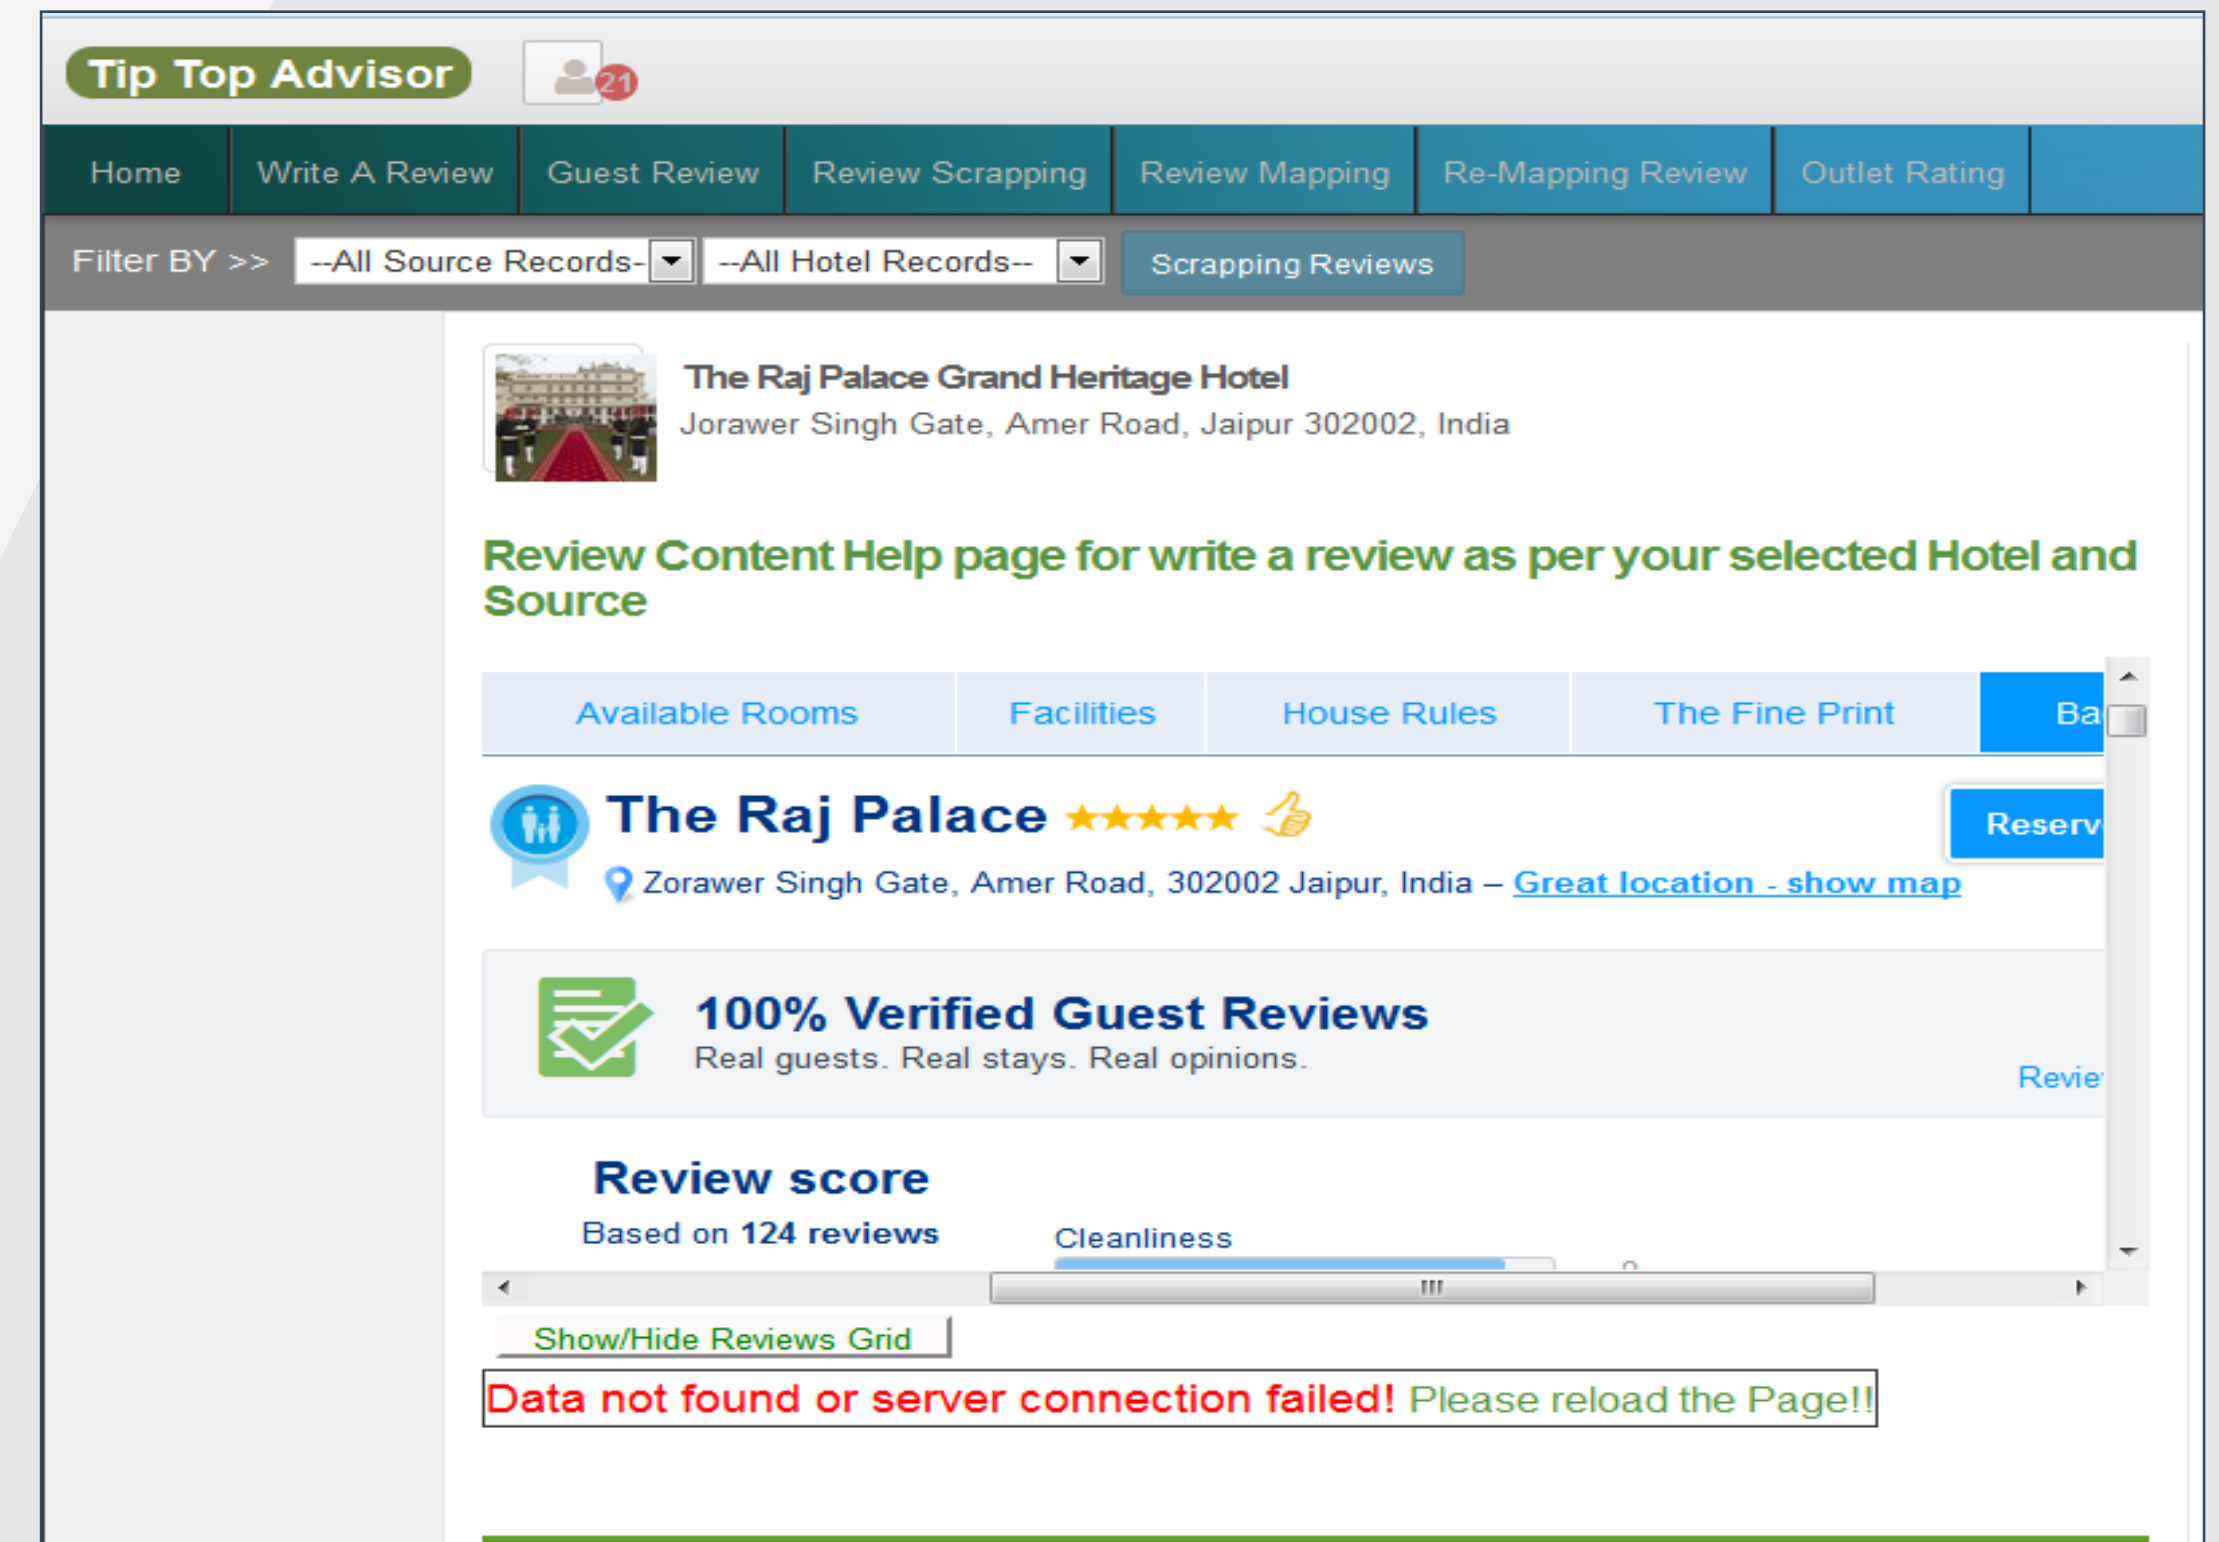 Tip Top Advisor 21
Home Write A Review Guest Review Review Scrapping Review Mapping Re-Mapping Review Outlet Rating
Filter BY >> --All Source Records- --All Hotel Records-- Scrapping Reviews
The Raj Palace Grand Heritage Hotel
Jorawer Singh Gate, Amer Road, Jaipur 302002, India
Review Content Help page for write a review as per your selected Hotel and
Source
Available Rooms Facilities House Rules The Fine Print Ba
The Raj Palace
Reserv
Zorawer Singh Gate, Amer Road, 302002 Jaipur, India – Great location - show map
100% Verified Guest Reviews
Real guests. Real stays. Real opinions.
Revie
Review score
Based on 124 reviews
Cleanliness
Show/Hide Reviews Grid
Data not found or server connection failed! Please reload the Page!!